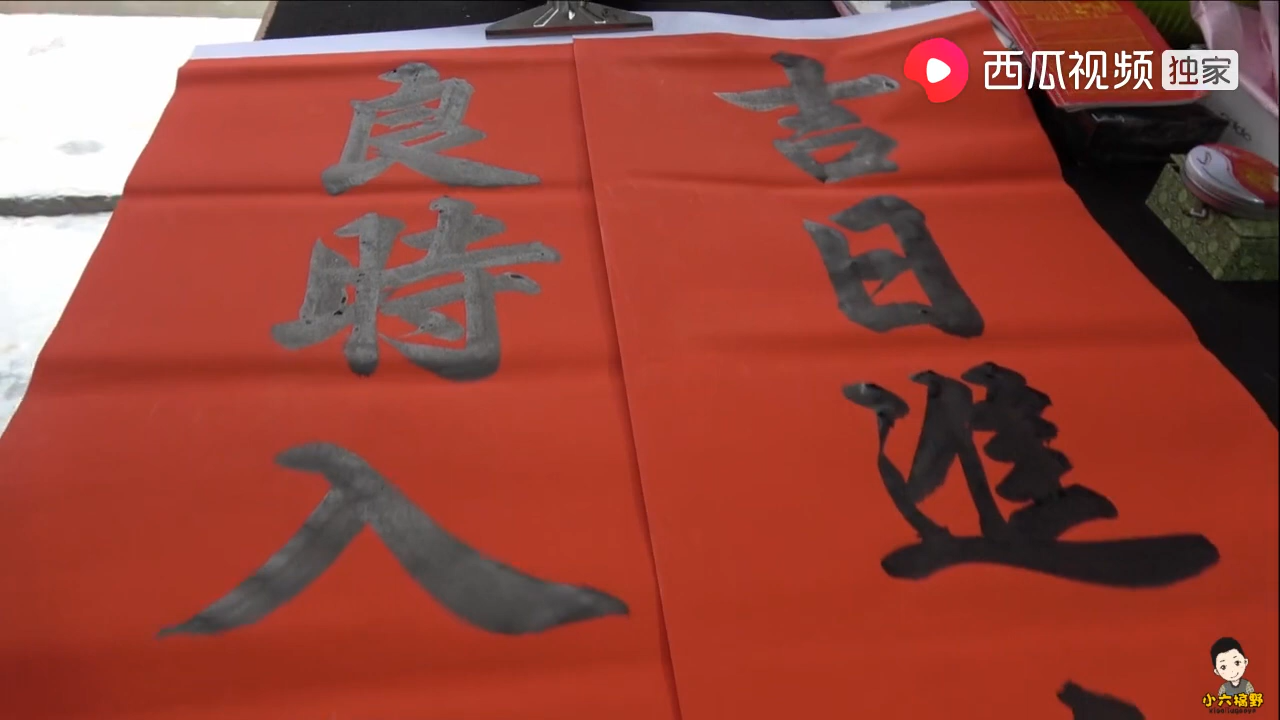 吉日進
良時入
西瓜视频 独家
小六搞野